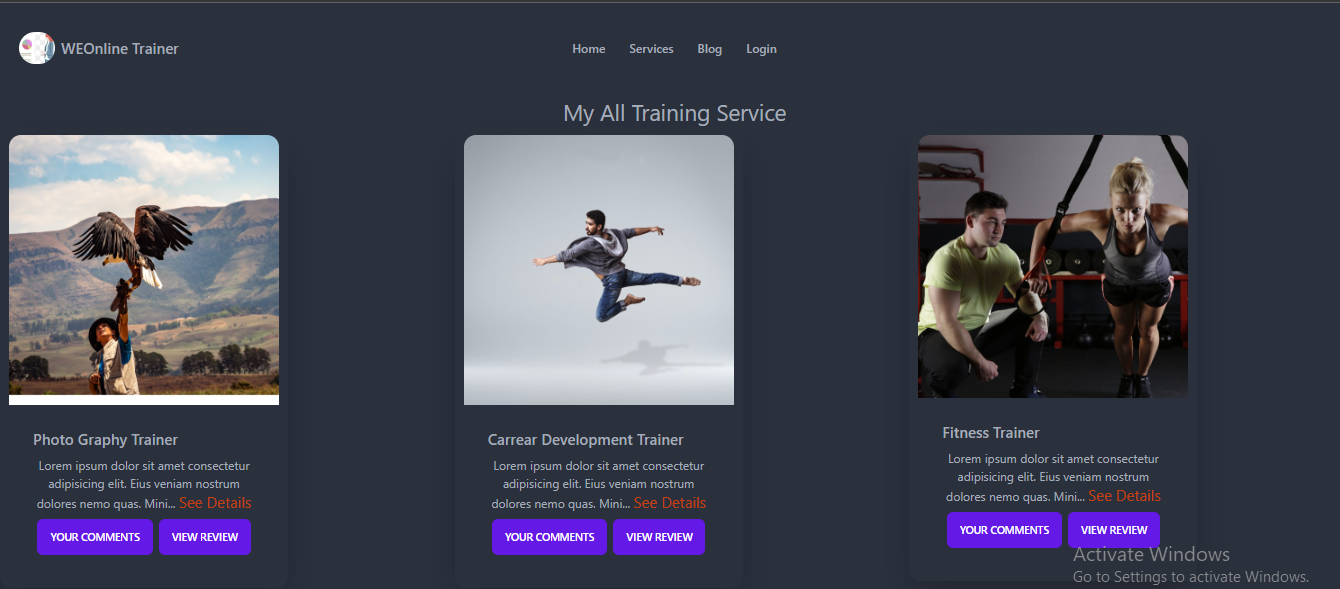 WEOnline Trainer
Home Services Blog Login
My All Training Service
Photo Graphy Trainer
Lorem ipsum dolor sit amet consectetur
adipisicing elit. Eius veniam nostrum
dolores nemo quas. Mini... See Details
YOUR COMMENTS VIEW REVIEW
Carrear Development Trainer
Lorem ipsum dolor sit amet consectetur
adipisicing elit. Eius veniam nostrum
dolores nemo quas. Mini... See Details
YOUR COMMENTS VIEW REVIEW
Fitness Trainer
Lorem ipsum dolor sit amet consectetur
adipisicing elit. Eius veniam nostrum
dolores nemo quas. Mini... See Details
YOUR COMMENTS VIEW REVIEW
Activate Windows
Go to Settings to activate Windows.